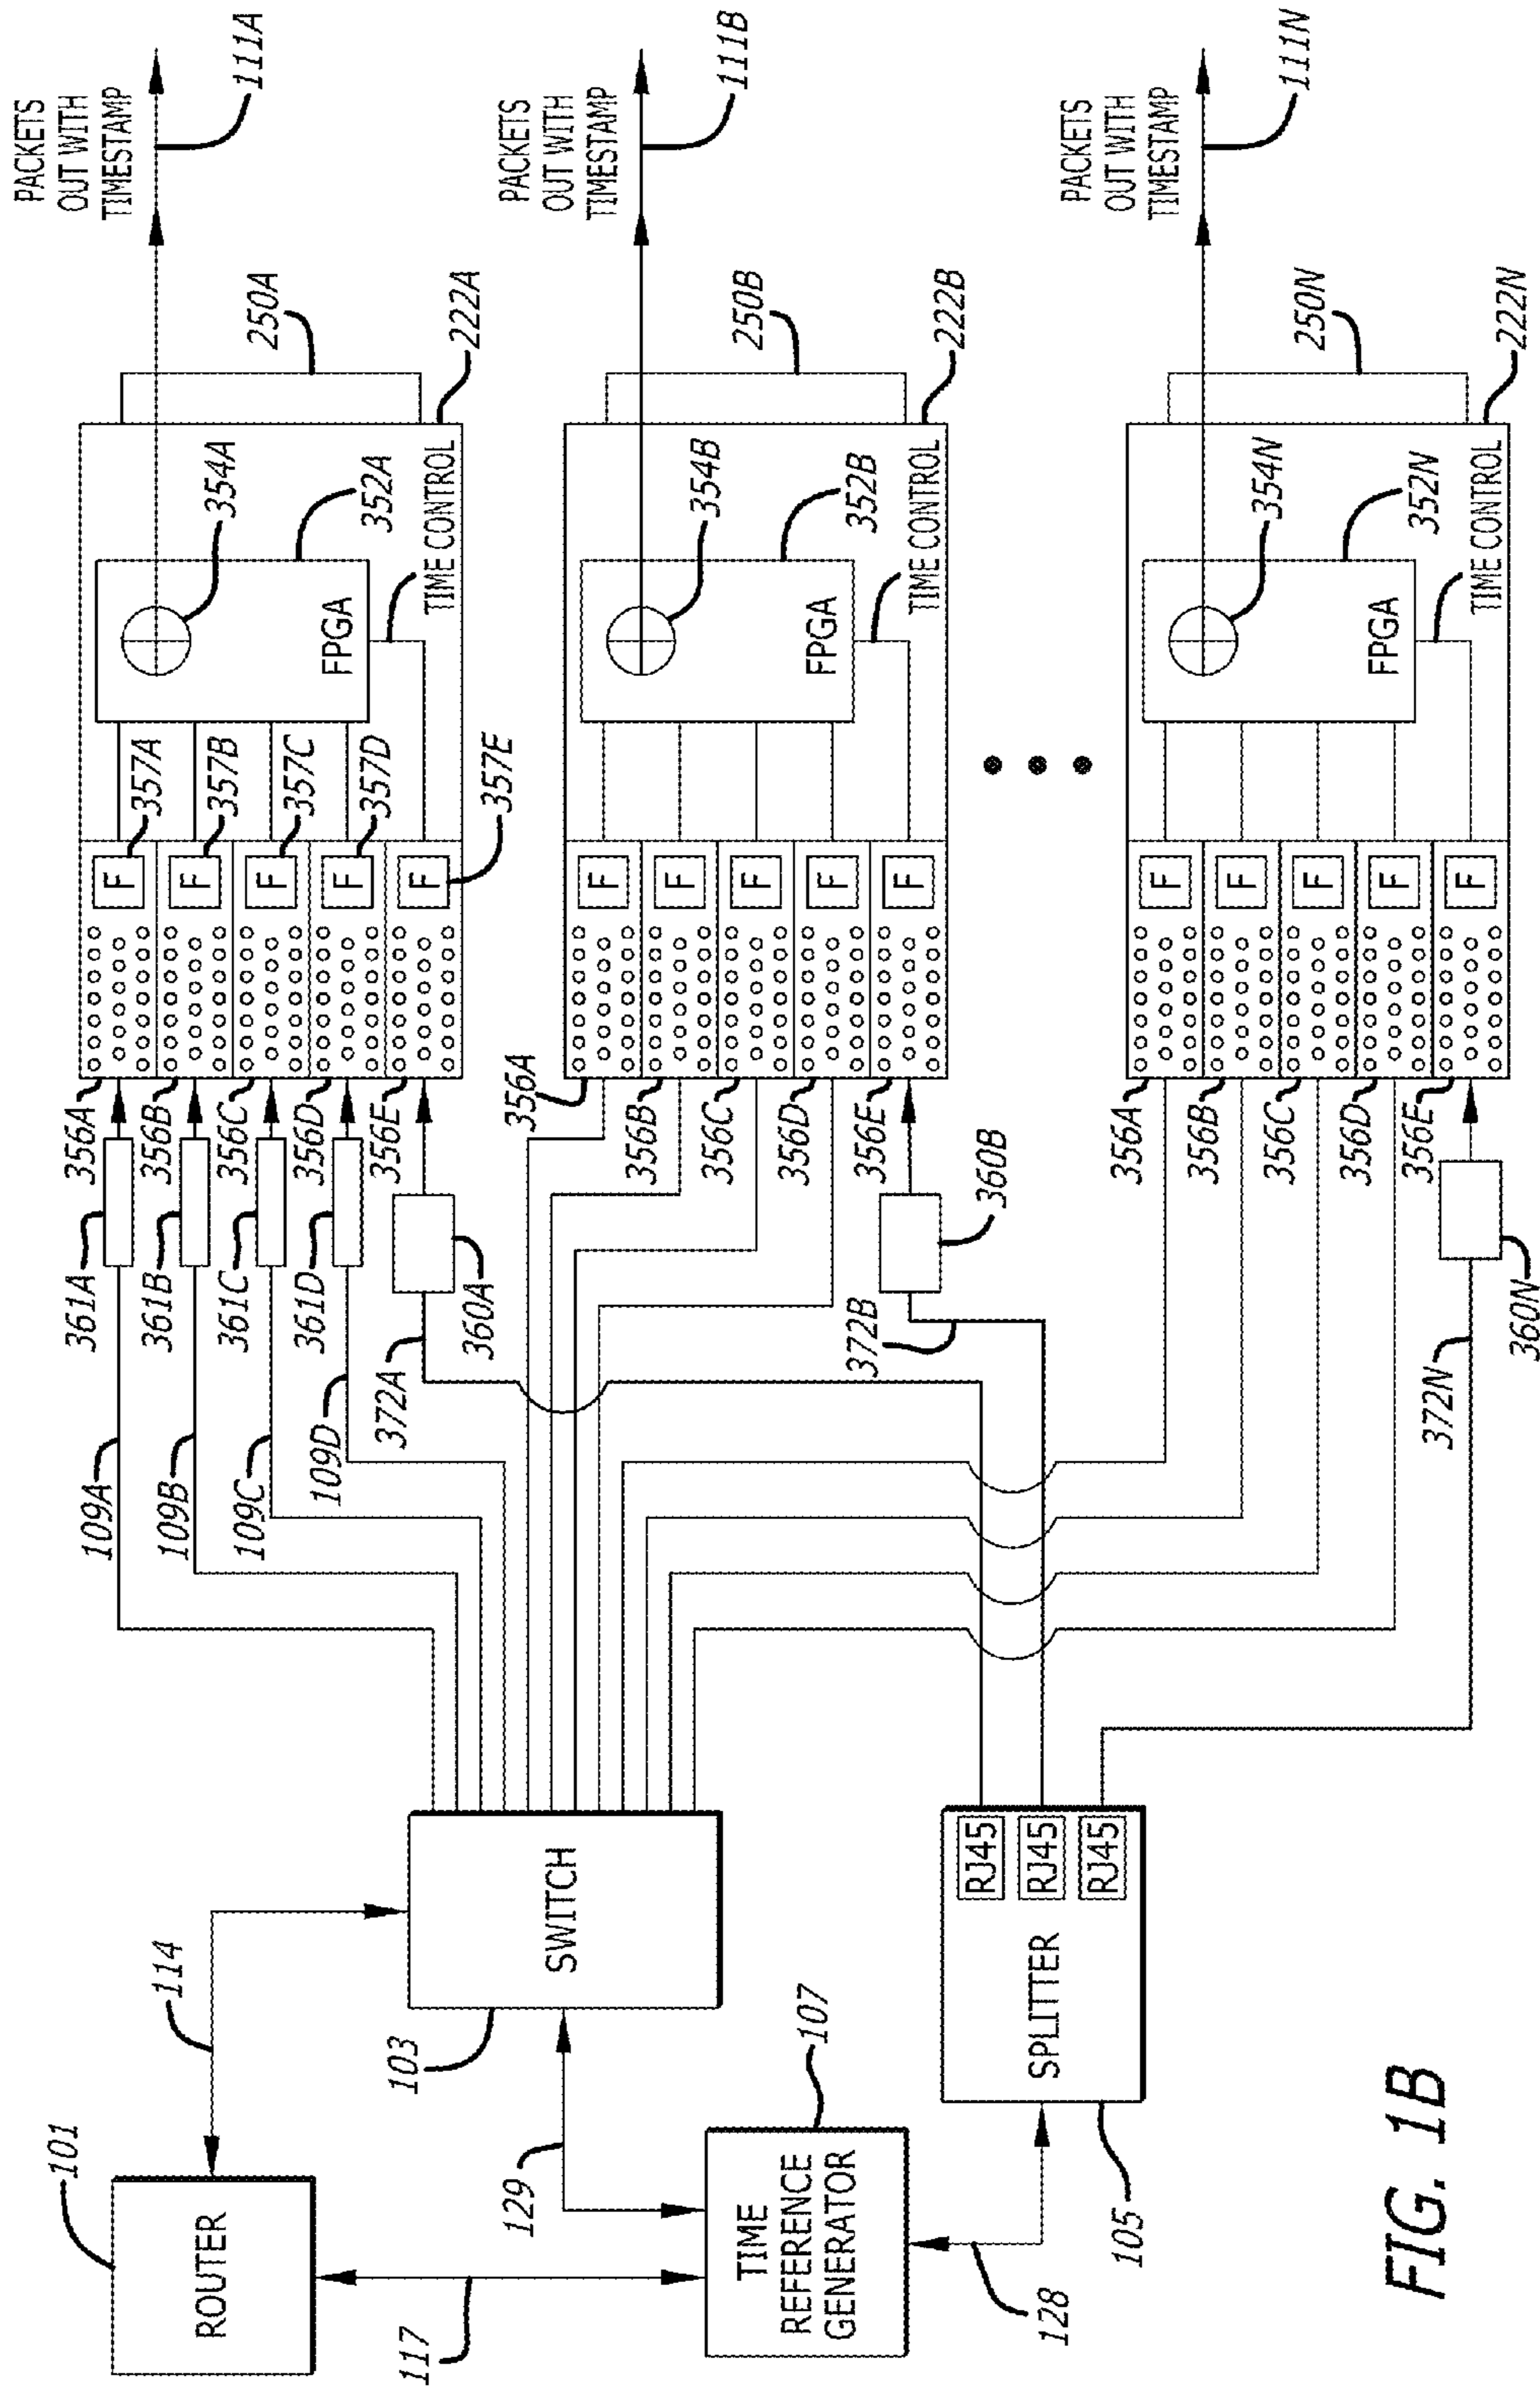 PACKETS
OUT WITH
TIMESTAMP
111A
250A
222A
354A
352A
TIME CONTROL
FPGA
F
357A
F
357B
F
357C
F
357D
F
357E
356A
356B
356C
356D
356E
361A
361B
361C
361D
360A
372A
109A
109B
109C
109D
PACKETS
OUT WITH
TIMESTAMP
111B
250B
222B
354B
352B
TIME CONTROL
FPGA
F
F
F
F
F
356A
356B
356C
356D
356E
360B
372B
PACKETS
OUT WITH
TIMESTAMP
111N
250N
222N
354N
352N
TIME CONTROL
FPGA
F
F
F
F
F
356A
356B
356C
356D
356E
360N
372N
114
SWITCH
103
101
ROUTER
117
129
TIME
REFERENCE
GENERATOR
107
128
RJ45
RJ45
RJ45
SPLITTER
105
FIG. 1B